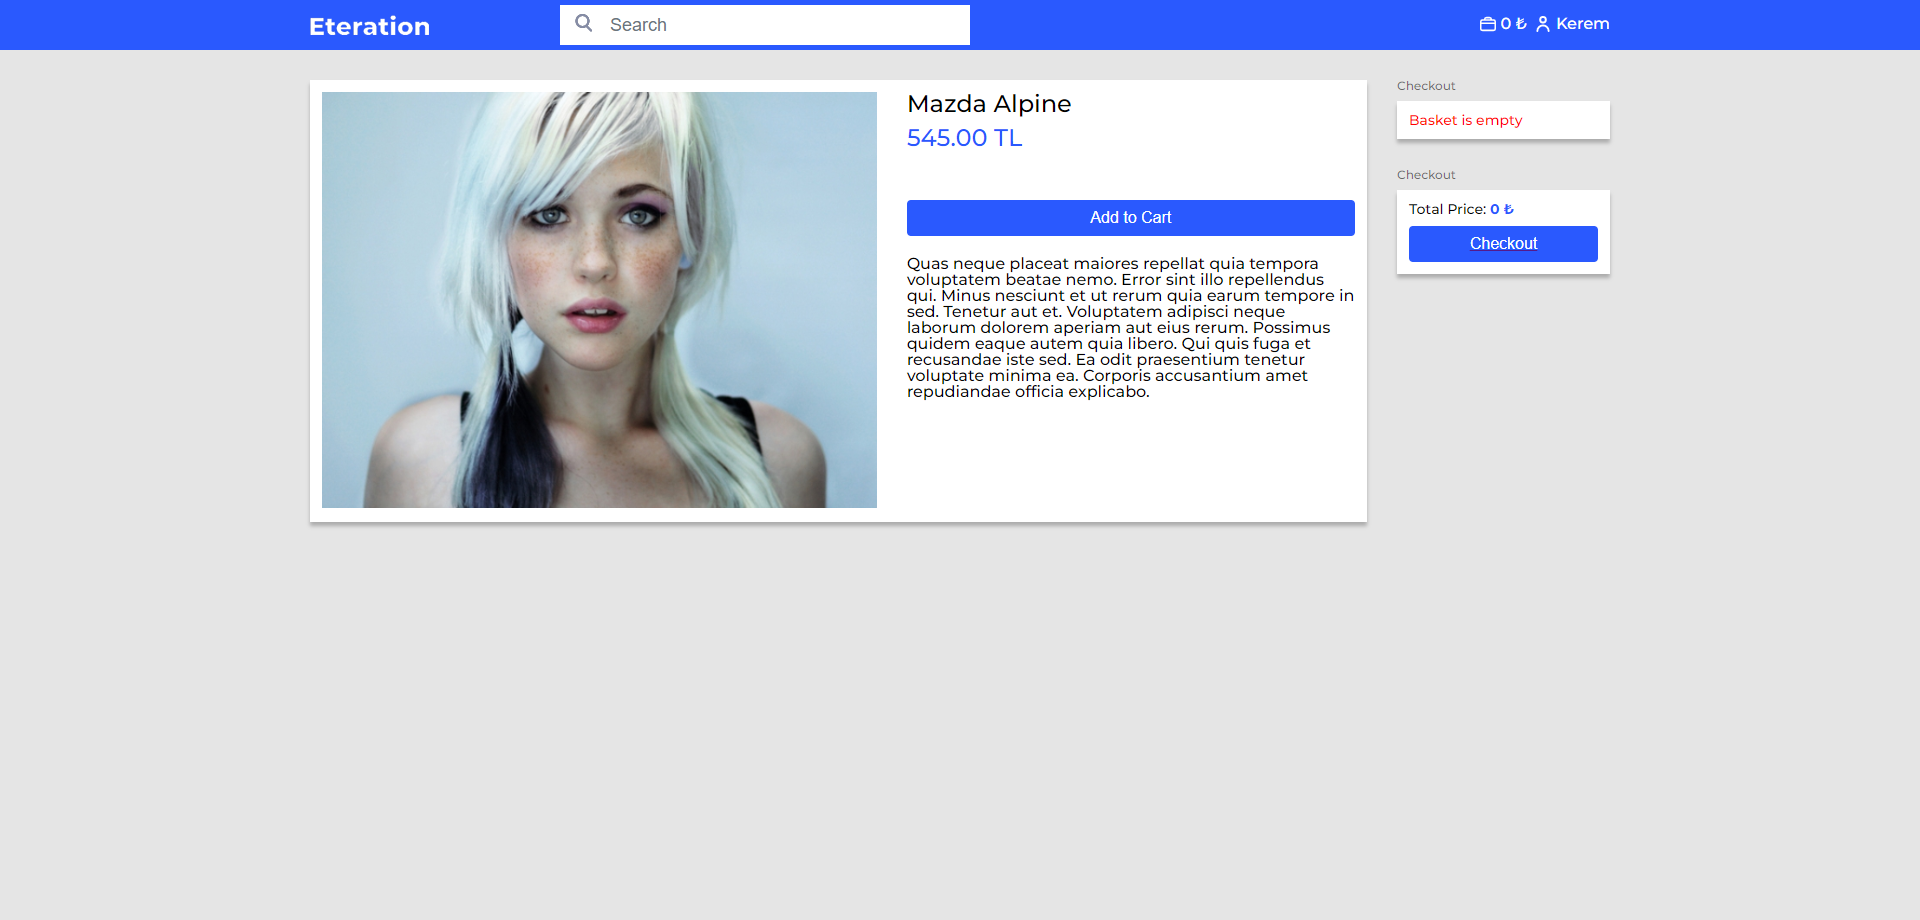 Eteration
Search
0 ₺
Kerem
Mazda Alpine
545.00 TL
Add to Cart
Quas neque placeat maiores repellat quia tempora
voluptatem beatae nemo. Error sint illo repellendus
qui. Minus nesciunt et ut rerum quia earum tempore in
sed. Tenetur aut et. Voluptatem adipisci neque
laborum dolorem aperiam aut eius rerum. Possimus
quidem eaque autem quia libero. Qui quis fuga et
recusandae iste sed. Ea odit praesentium tenetur
voluptate minima ea. Corporis accusantium amet
repudiandae officia explicabo.
Checkout
Basket is empty
Checkout
Total Price: 0 ₺
Checkout